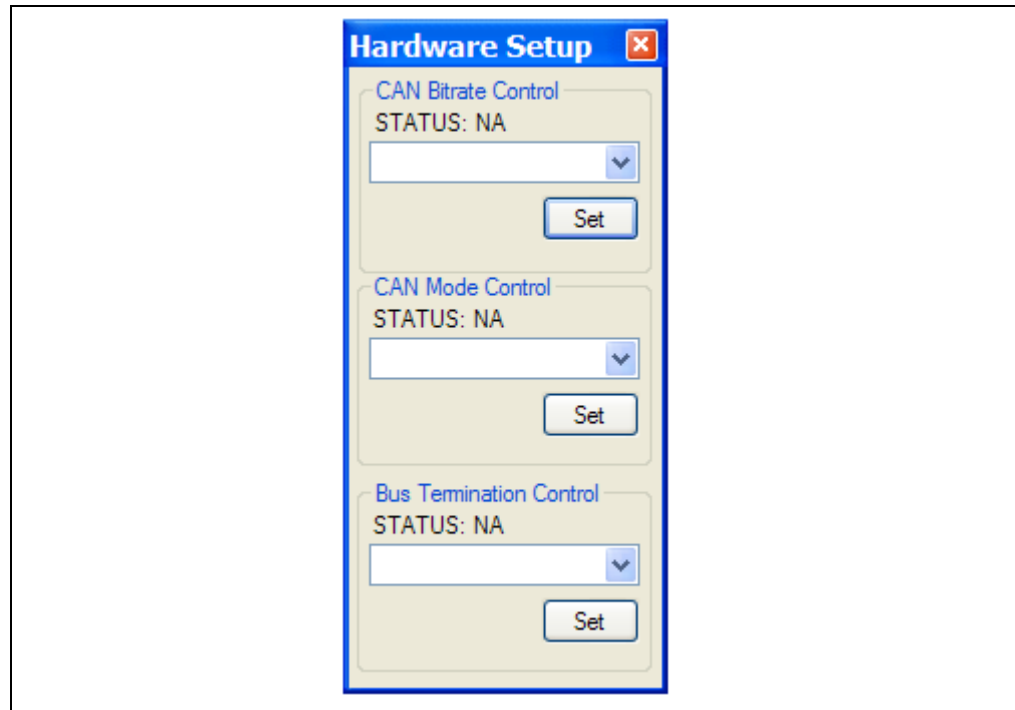 Hardware Setup
CAN Bitrate Control
STATUS: NA
Set
CAN Mode Control
STATUS: NA
Set
Bus Termination Control
STATUS: NA
Set